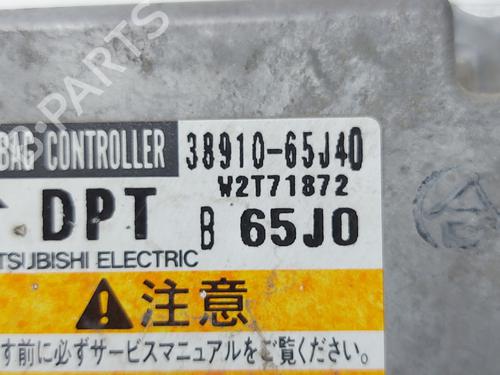 BAG CONTROLLER 38910-65J40
W2T71872
DPT B 65J0
TSUBISHI ELECTRIC
注意
す前に必ずサービスマニュアルをご覧ください。